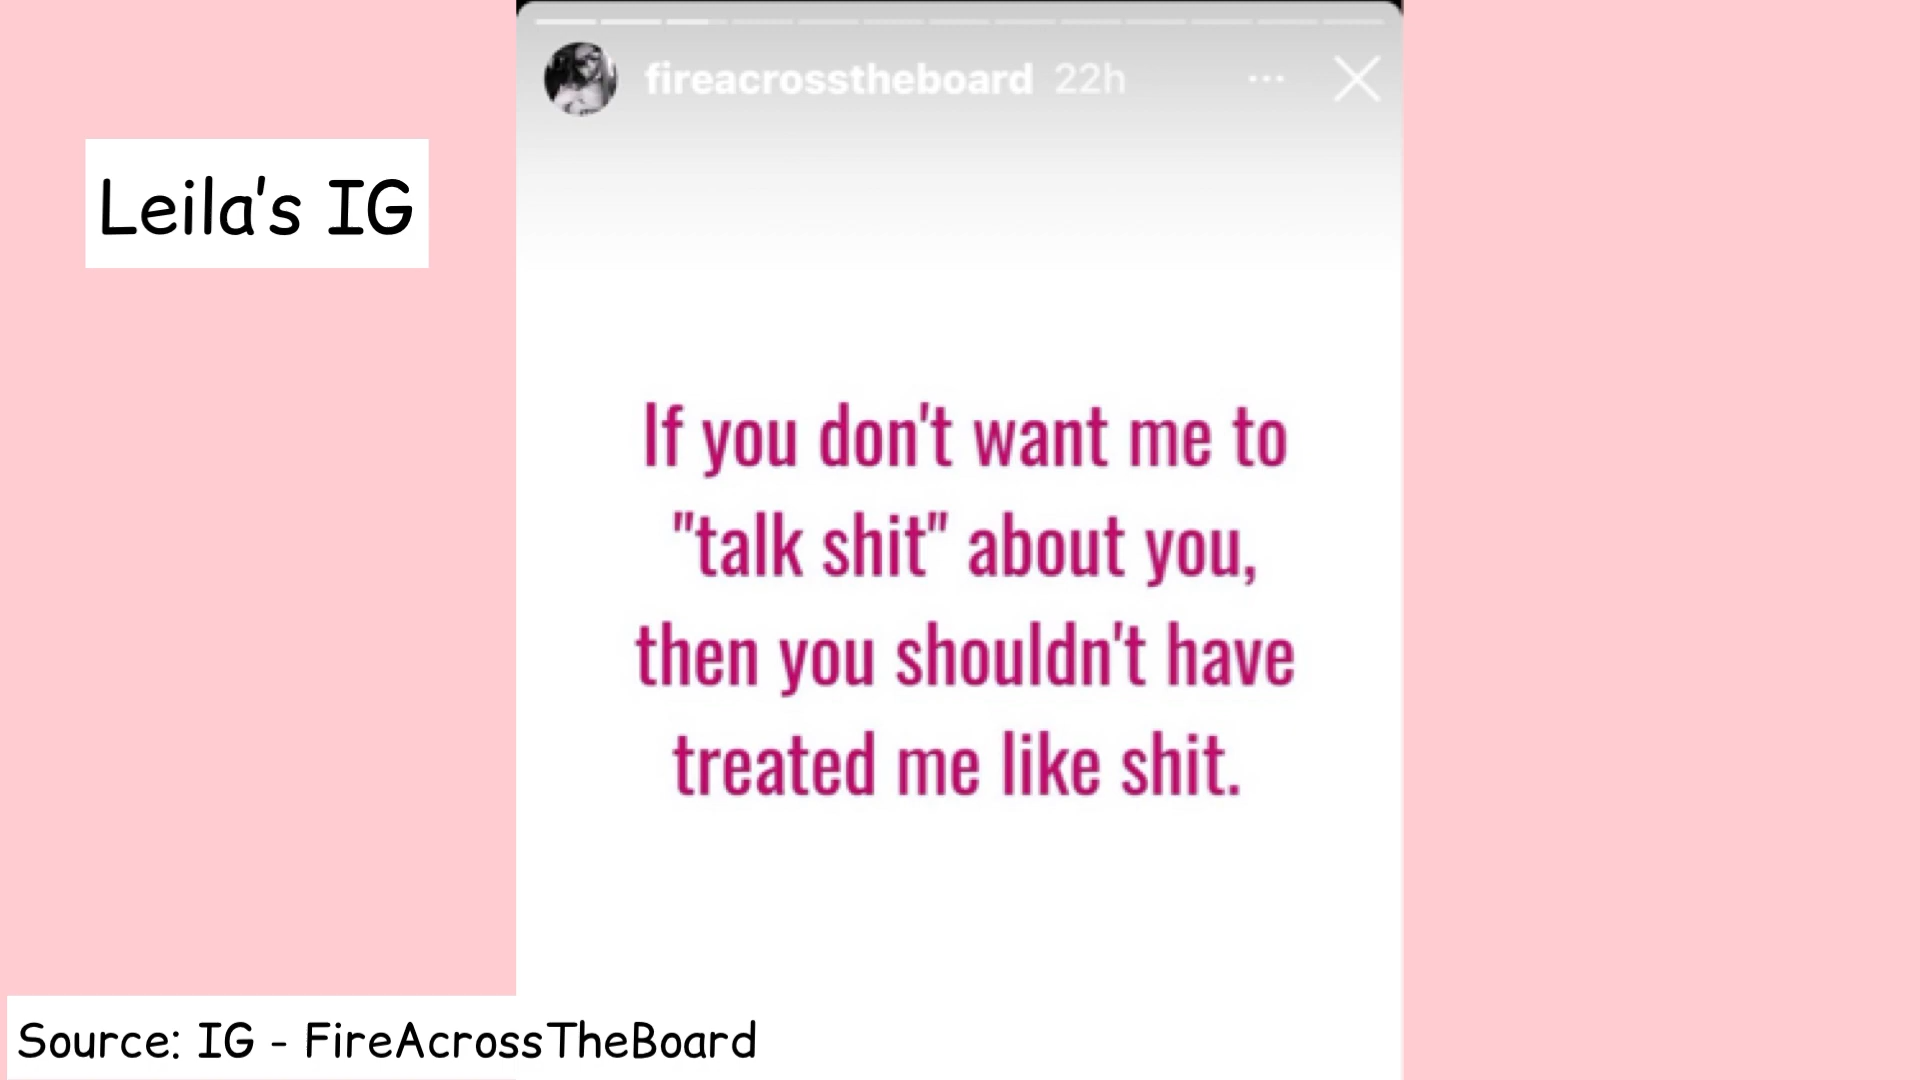 fireacrosstheboard 22h
Leila's IG
If you don't want me to
"talk shit" about you,
then you shouldn't have
treated me like shit.
Source: IG - FireAcrossTheBoard